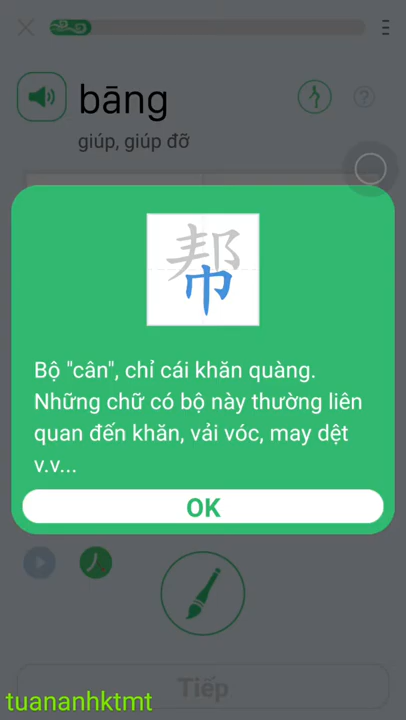 bāng
giúp, giúp đỡ
帮
Bộ "cân", chỉ cái khăn quàng.
Những chữ có bộ này thường liên
quan đến khăn, vải vóc, may dệt
v.v...
OK
Tiếp
tuananhktmt